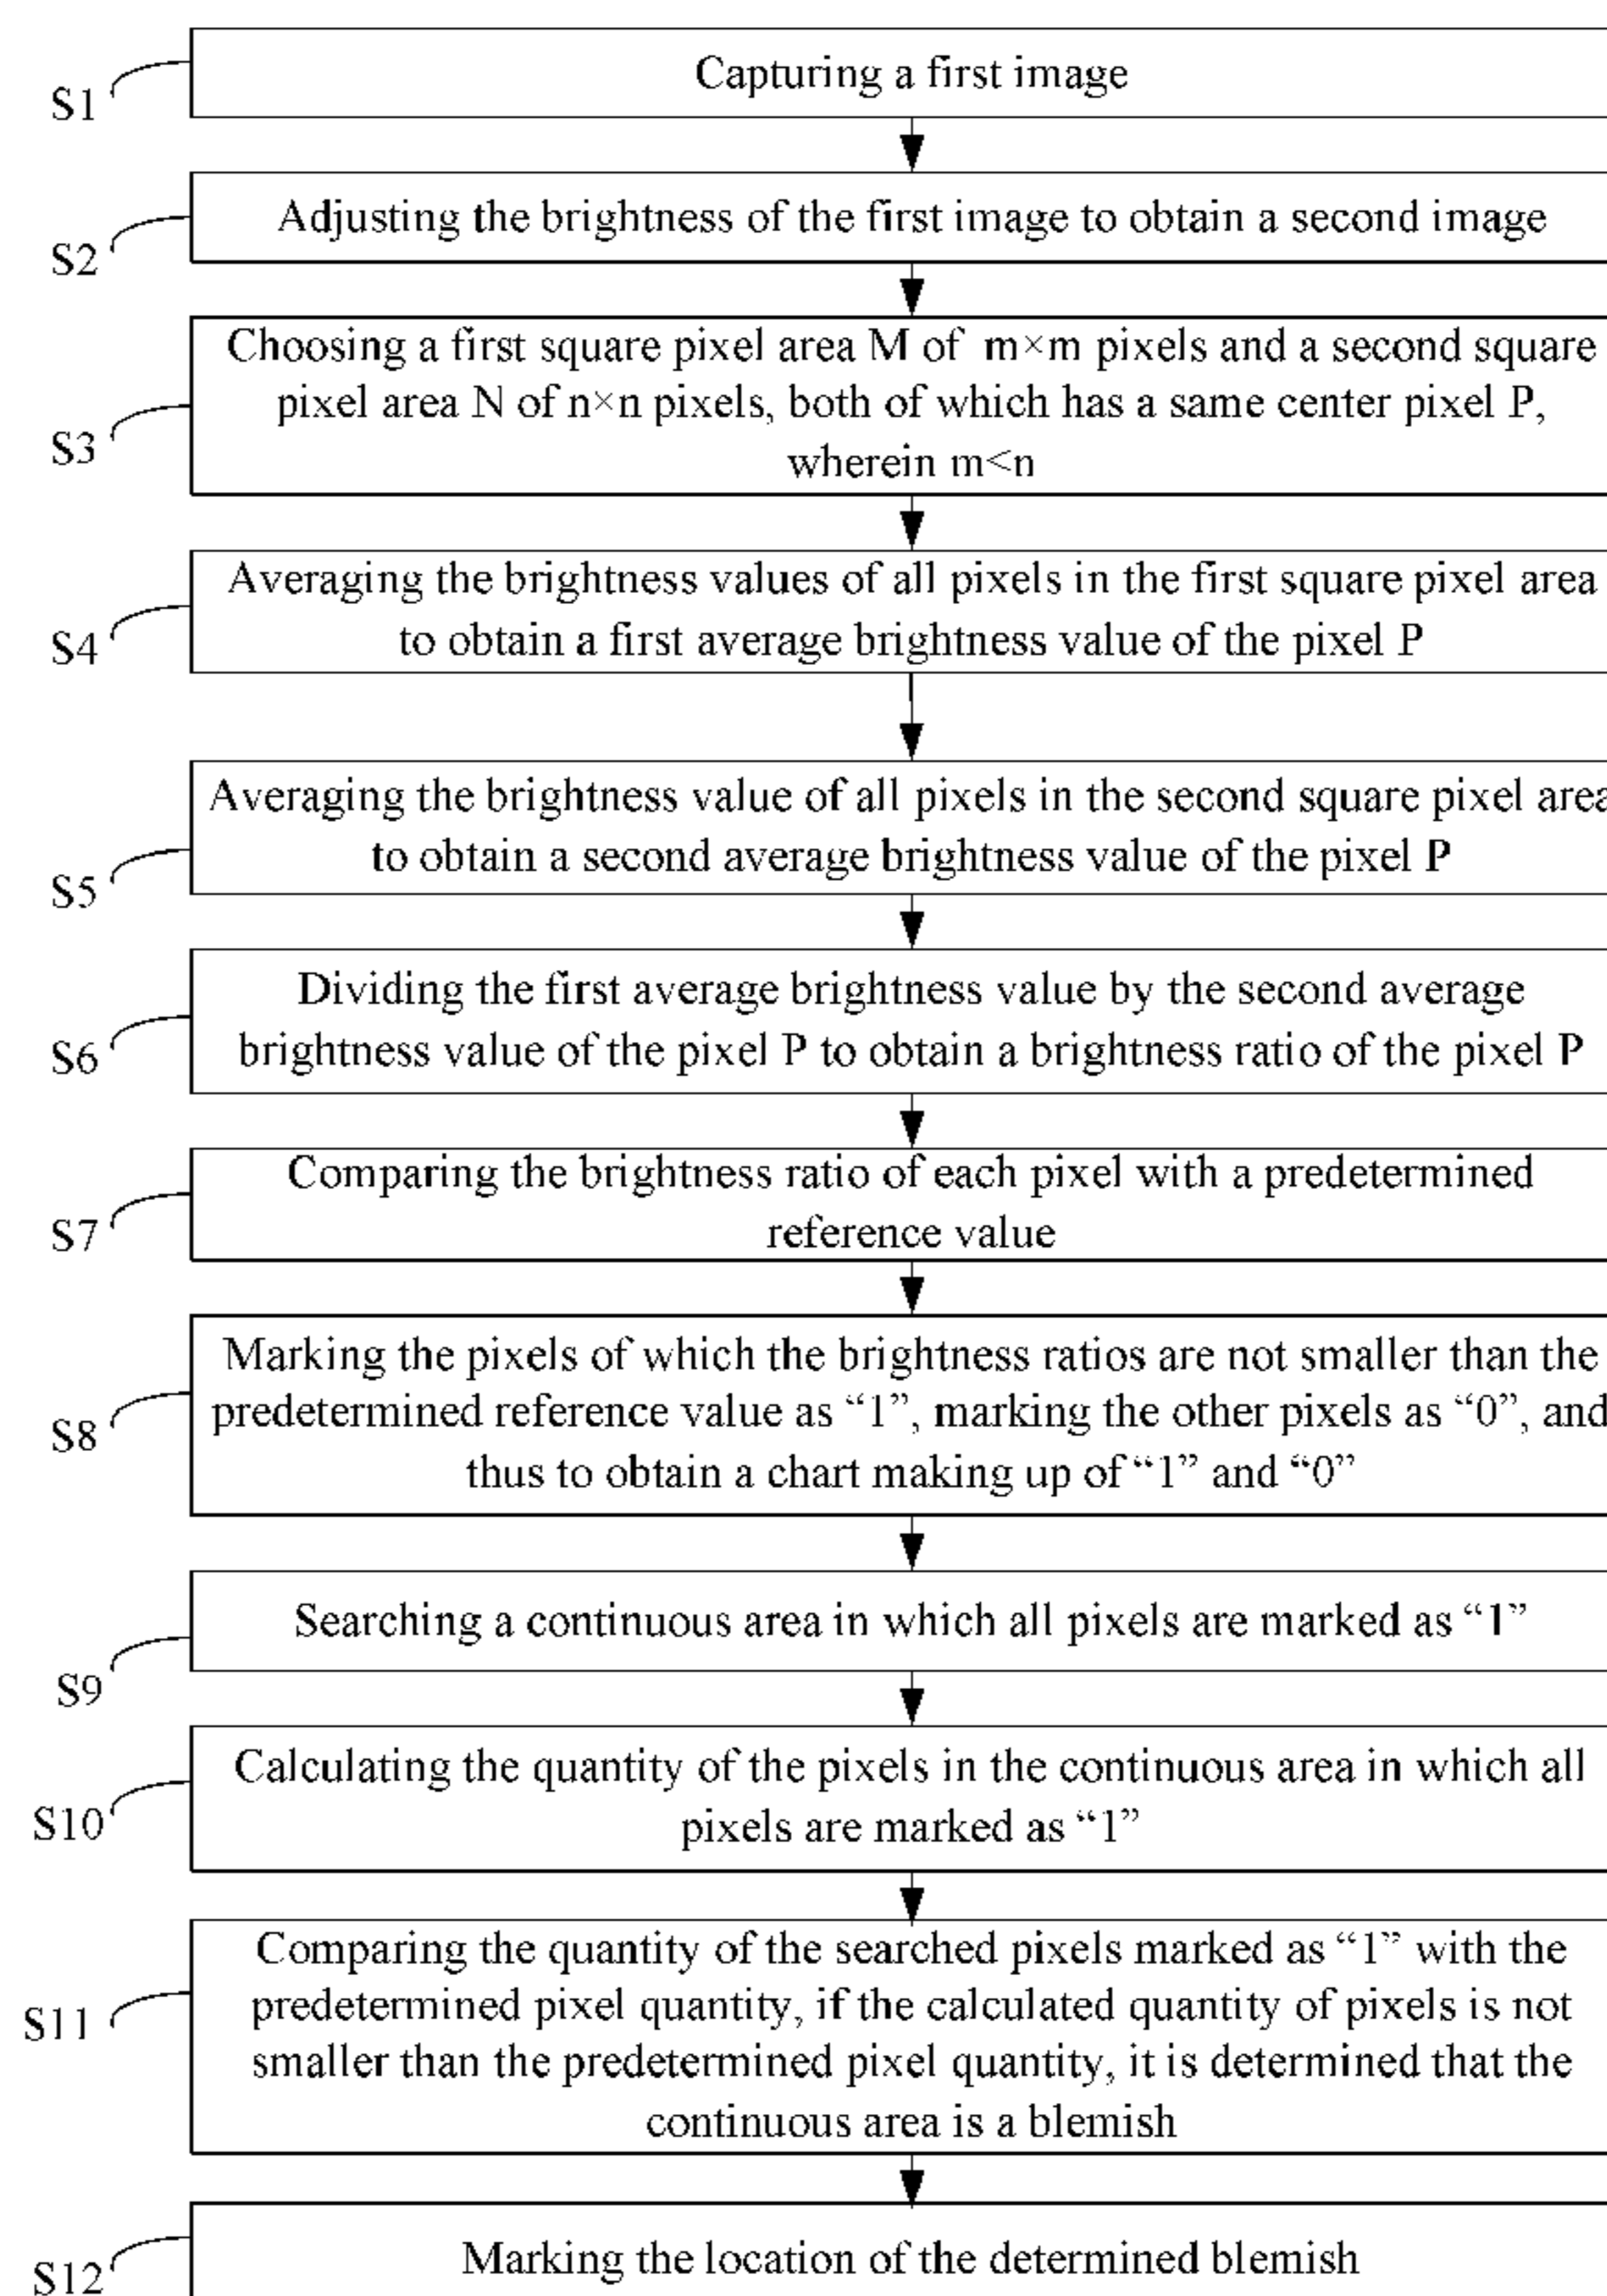 Capturing a first image
S1
Adjusting the brightness of the first image to obtain a second image
S2
Choosing a first square pixel area M of m×m pixels and a second square
pixel area N of n×n pixels, both of which has a same center pixel P,
wherein m<n
S3
Averaging the brightness values of all pixels in the first square pixel area
to obtain a first average brightness value of the pixel P
S4
Averaging the brightness value of all pixels in the second square pixel area
to obtain a second average brightness value of the pixel P
S5
Dividing the first average brightness value by the second average
brightness value of the pixel P to obtain a brightness ratio of the pixel P
S6
Comparing the brightness ratio of each pixel with a predetermined
reference value
S7
Marking the pixels of which the brightness ratios are not smaller than the
predetermined reference value as “1”, marking the other pixels as “0”, and
thus to obtain a chart making up of “1” and “0”
S8
Searching a continuous area in which all pixels are marked as “1”
S9
Calculating the quantity of the pixels in the continuous area in which all
pixels are marked as “1”
S10
Comparing the quantity of the searched pixels marked as “1” with the
predetermined pixel quantity, if the calculated quantity of pixels is not
smaller than the predetermined pixel quantity, it is determined that the
continuous area is a blemish
S11
Marking the location of the determined blemish
S12